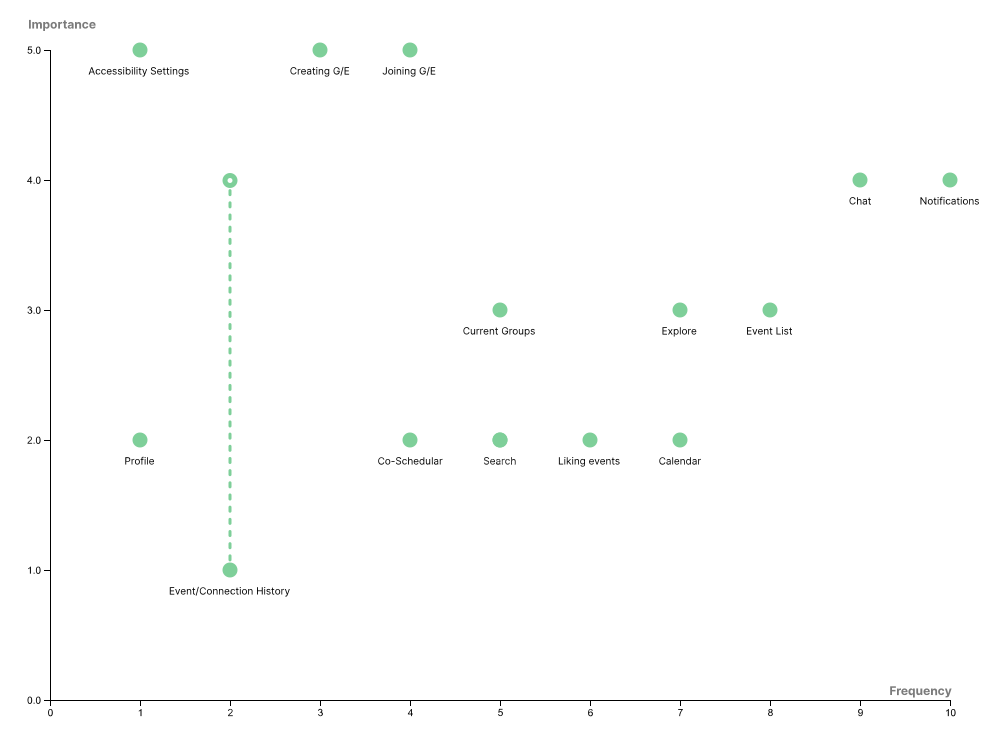 Importance
5.0
Accessibility Settings
Creating G/E
Joining G/E
4.0
Chat
Notifications
3.0
Current Groups
Explore
Event List
2.0
Profile
Co-Schedular
Search
Liking events
Calendar
1.0
Event/Connection History
Frequency
0.0
0 1 2 3 4 5 6 7 8 9 10